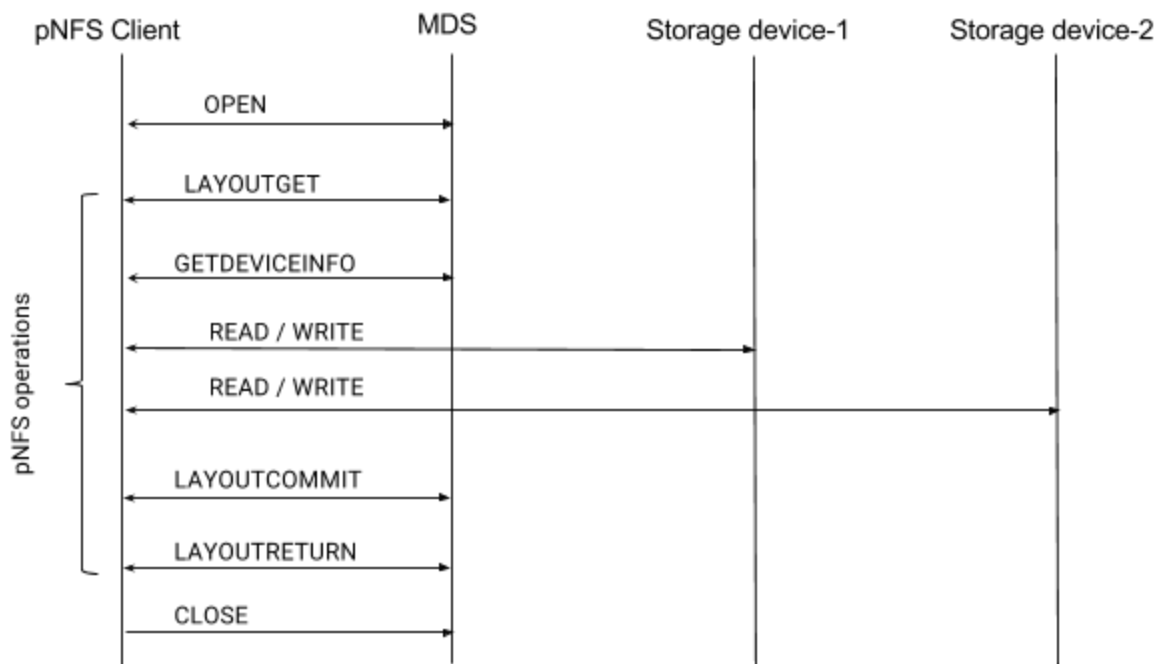 pNFS Client
MDS
Storage device-1
Storage device-2
OPEN
LAYOUTGET
GETDEVICEINFO
READ / WRITE
READ / WRITE
LAYOUTCOMMIT
LAYOUTRETURN
CLOSE
pNFS operations